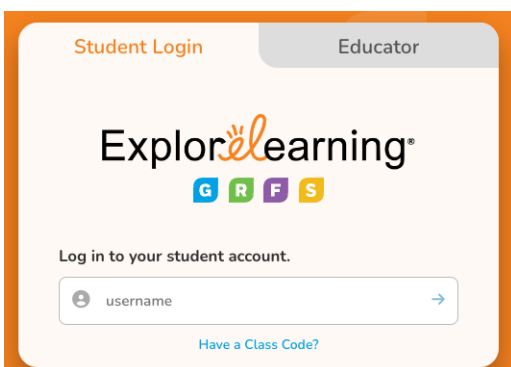 Student Login
Educator
Explorelearning®
G R F S
Log in to your student account.
username
Have a Class Code?